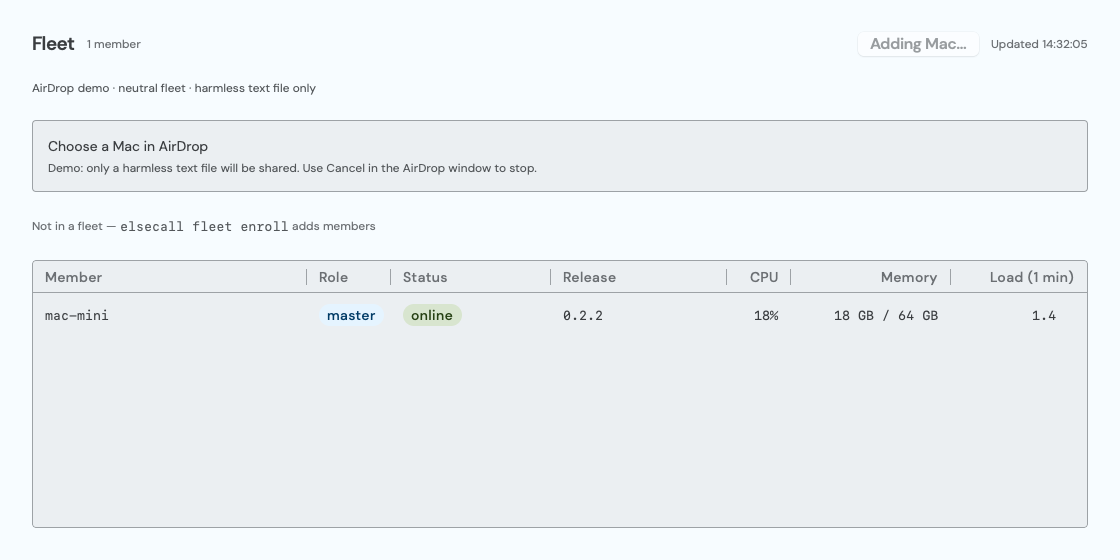 Fleet 1 member Adding Mac... Updated 14:32:05
AirDrop demo · neutral fleet · harmless text file only
Choose a Mac in AirDrop
Demo: only a harmless text file will be shared. Use Cancel in the AirDrop window to stop.
Not in a fleet — elsecall fleet enroll adds members
Member Role Status Release CPU Memory Load (1 min)
mac-mini master online 0.2.2 18% 18 GB / 64 GB 1.4